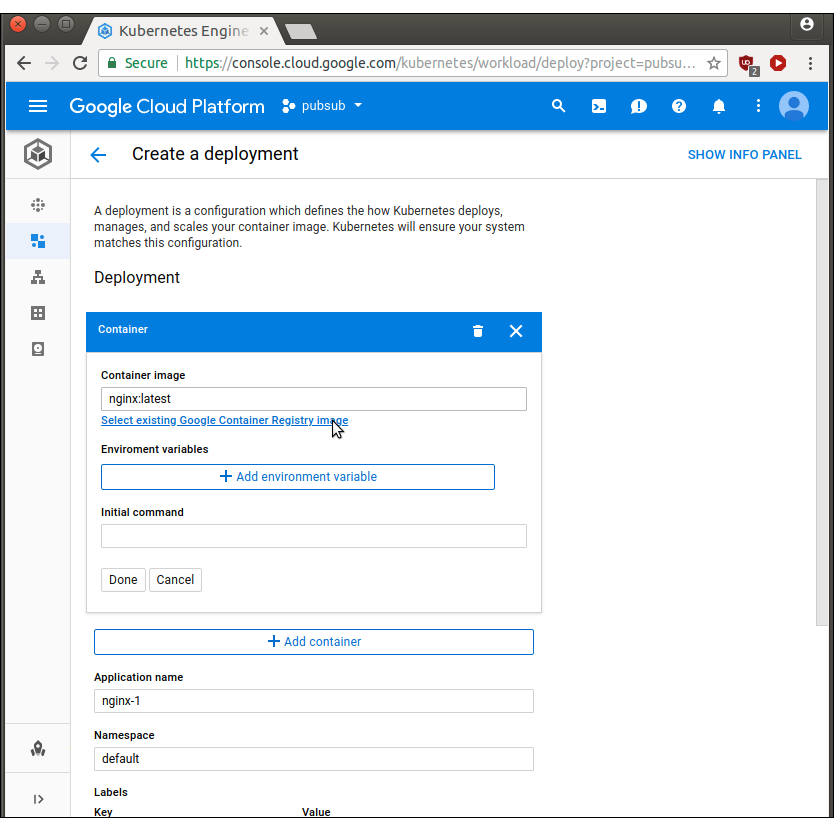 Kubernetes Engine
Secure https://console.cloud.google.com/kubernetes/workload/deploy?project=pubsu...
2
Google Cloud Platform pubsub
Create a deployment SHOW INFO PANEL
A deployment is a configuration which defines the how Kubernetes deploys,
manages, and scales your container image. Kubernetes will ensure your system
matches this configuration.
Deployment
Container
Container image
nginx:latest
Select existing Google Container Registry image
Enviroment variables
Add environment variable
Initial command
Done Cancel
Add container
Application name
nginx-1
Namespace
default
Labels
Key Value